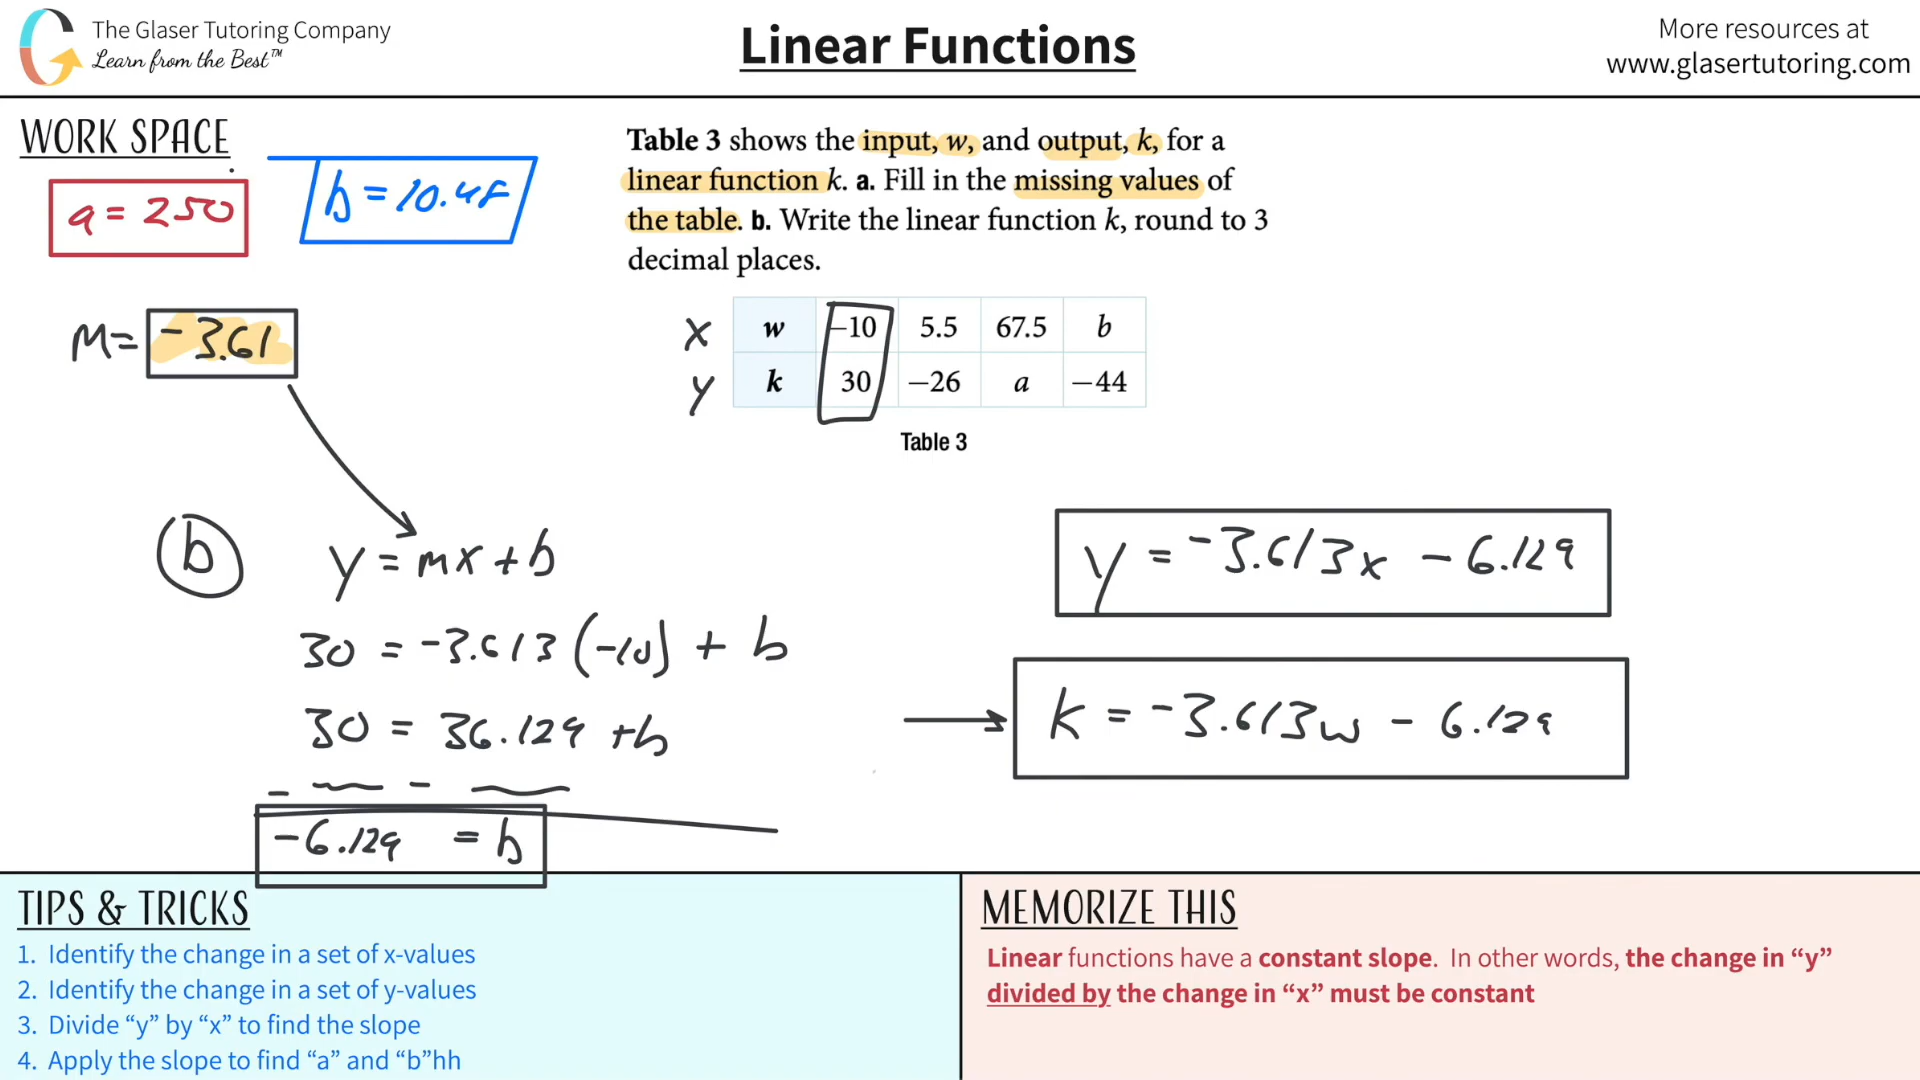 The Glaser Tutoring Company
Learn from the Best™
Linear Functions
More resources at
www.glasertutoring.com
WORK SPACE
a = 250
b = 10.48
M= -3.61
Table 3 shows the input, w, and output, k, for a
linear function k. a. Fill in the missing values of
the table. b. Write the linear function k, round to 3
decimal places.
x w −10 5.5 67.5 b
y k 30 −26 a −44
Table 3
b y = mx + b
30 = -3.613 (-10) + b
30 = 36.129 + b
-6.129 = b
y = -3.613x - 6.129
k = -3.613w - 6.129
TIPS & TRICKS
1. Identify the change in a set of x-values
2. Identify the change in a set of y-values
3. Divide “y” by “x” to find the slope
4. Apply the slope to find “a” and “b”hh
MEMORIZE THIS
Linear functions have a constant slope. In other words, the change in “y”
divided by the change in “x” must be constant